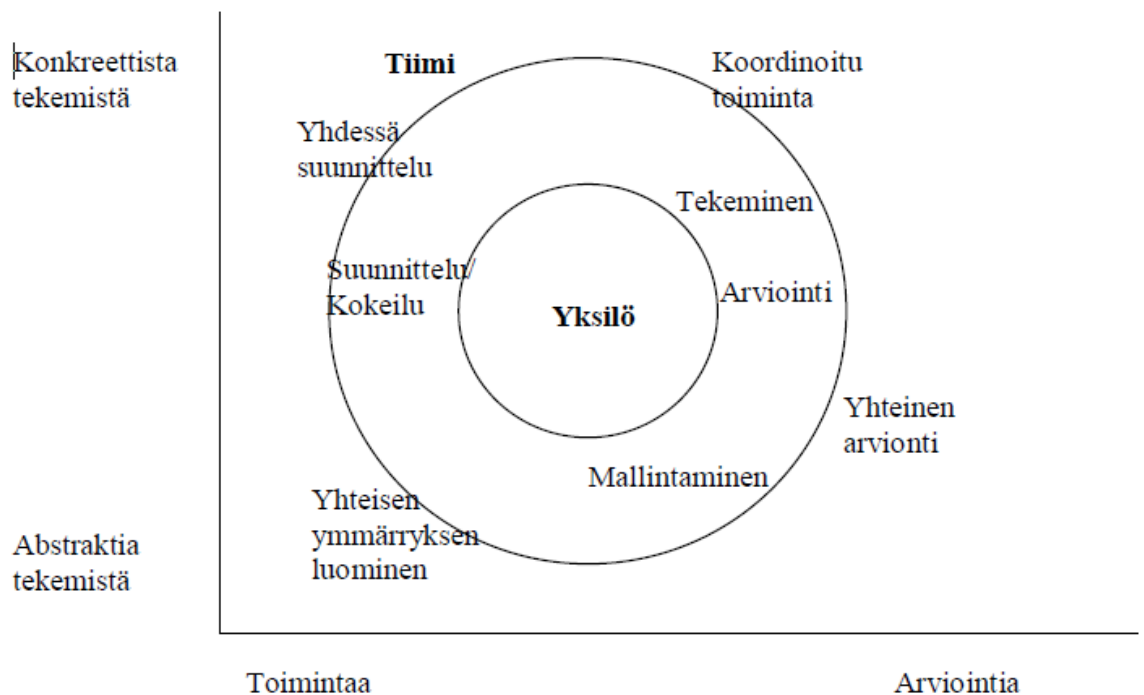 Konkreettista
tekemistä
Tiimi
Koordinoitu
toiminta
Yhdessä
suunnittelu
Tekeminen
Suunnittelu/
Kokeilu
Yksilö
Arviointi
Yhteinen
arvionti
Mallintaminen
Yhteisen
ymmärryksen
luominen
Abstraktia
tekemistä
Toimintaa
Arviointia